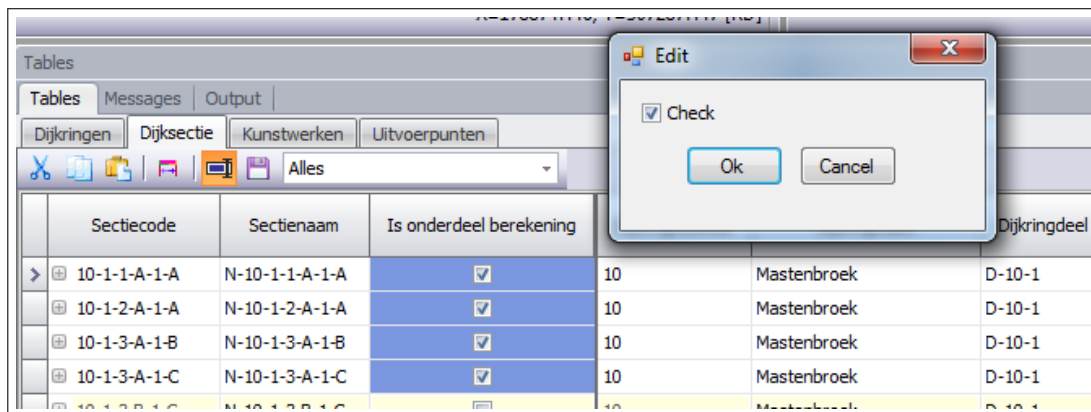 Edit
Tables
Tables Messages Output
Check
Dijkringen Dijksectie Kunstwerken Uitvoerpunten
Alles
Ok Cancel
Sectiecode Sectienaam Is onderdeel berekening Dijkringdeel
10-1-1-A-1-A N-10-1-1-A-1-A 10 Mastenbroek D-10-1
10-1-2-A-1-A N-10-1-2-A-1-A 10 Mastenbroek D-10-1
10-1-3-A-1-B N-10-1-3-A-1-B 10 Mastenbroek D-10-1
10-1-3-A-1-C N-10-1-3-A-1-C 10 Mastenbroek D-10-1